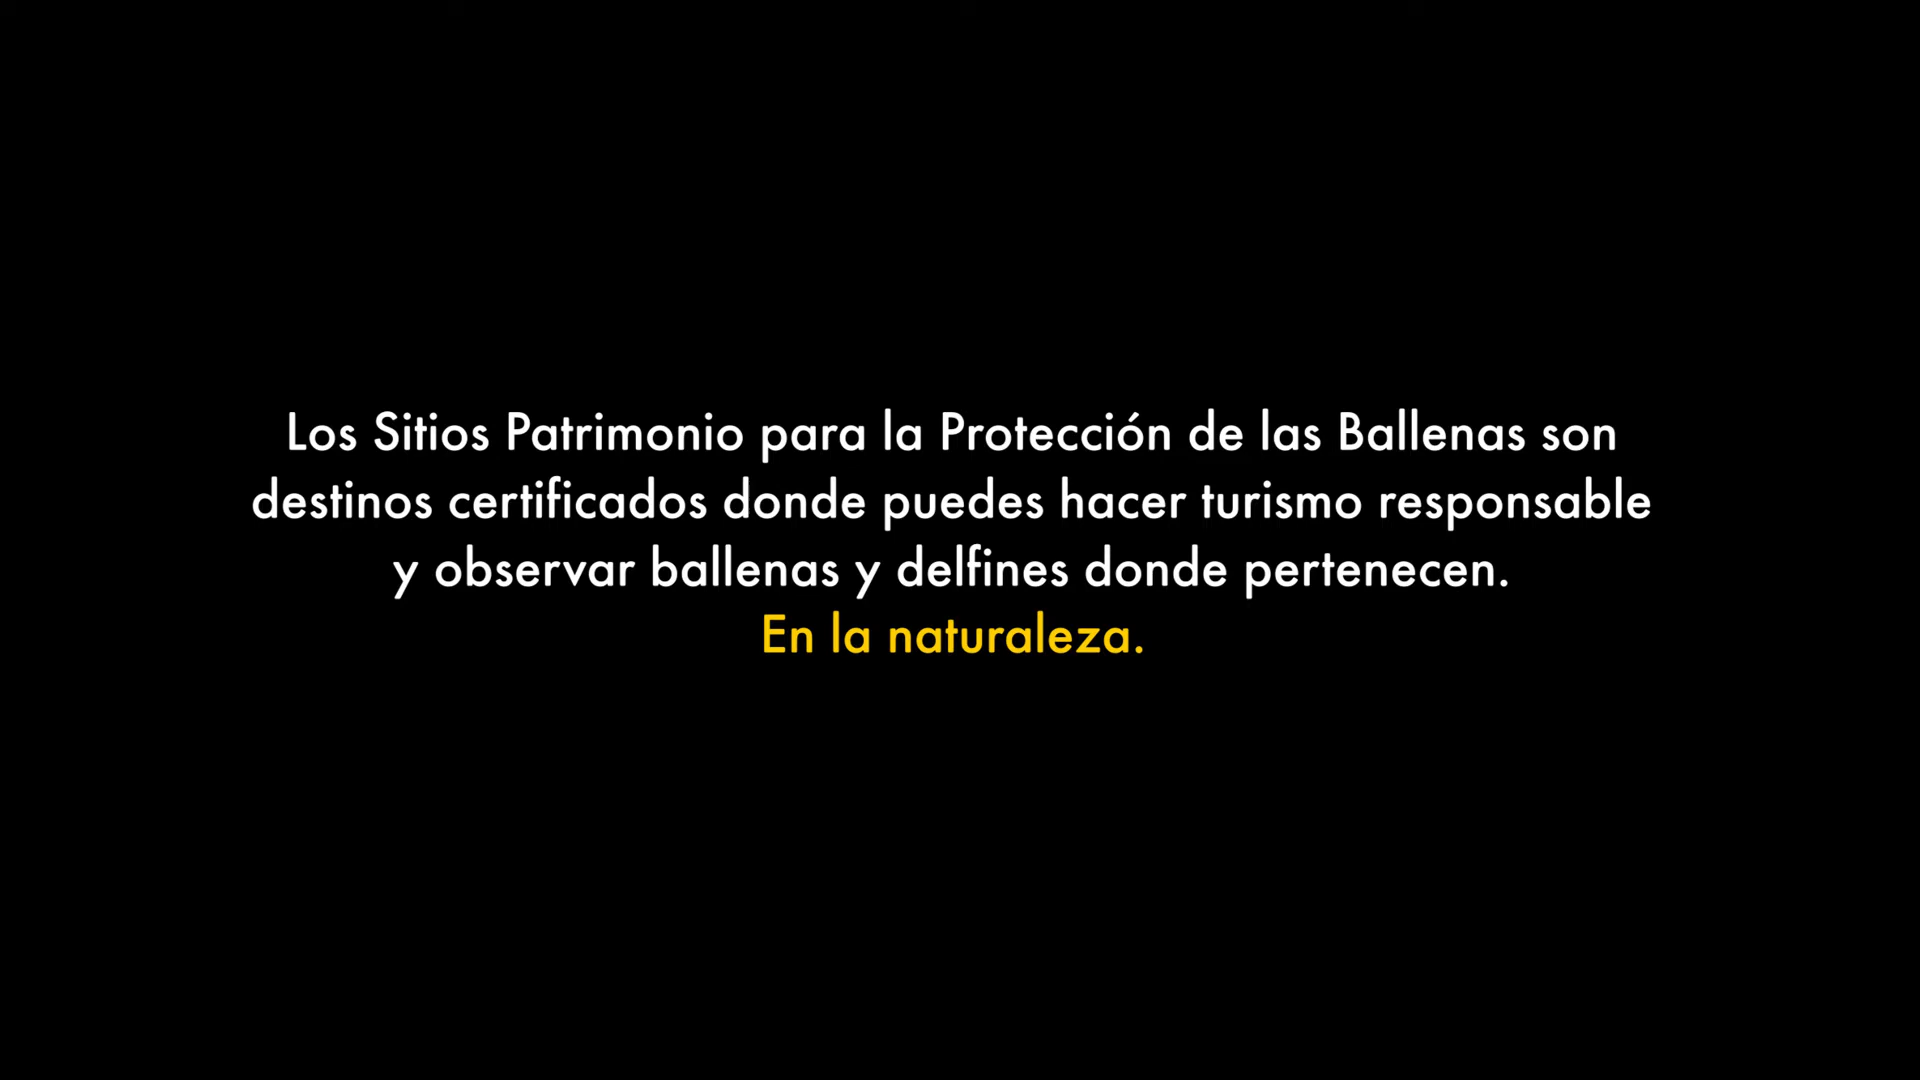 Los Sitios Patrimonio para la Protección de las Ballenas son
destinos certificados donde puedes hacer turismo responsable
y observar ballenas y delfines donde pertenecen.
En la naturaleza.